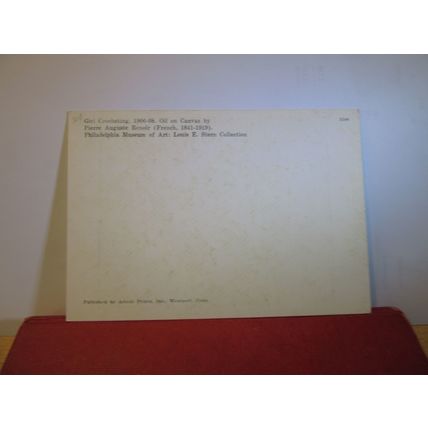 Girl Crocheting, 1906-08. Oil on Canvas by
Pierre Auguste Renoir (French, 1841-1919).
Philadelphia Museum of Art: Louis E. Stern Collection
Published by Artext Prints, Inc., Westport, Conn.